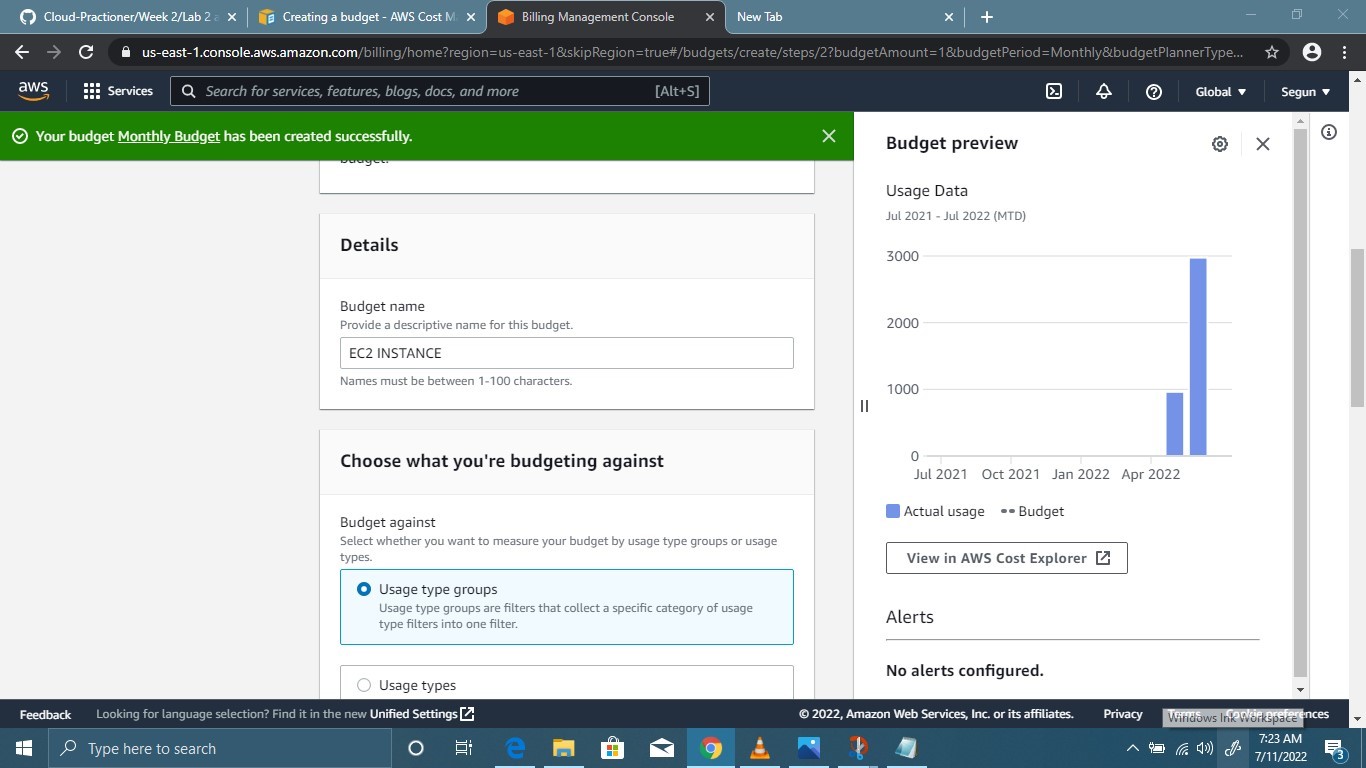 Cloud-Practioner/Week 2/Lab 2 a
Creating a budget - AWS Cost M
Billing Management Console
New Tab
us-east-1.console.aws.amazon.com/billing/home?region=us-east-1&skipRegion=true#/budgets/create/steps/2?budgetAmount=1&budgetPeriod=Monthly&budgetPlannerType...
aws
Services
Search for services, features, blogs, docs, and more
[Alt+S]
Global
Segun
Your budget Monthly Budget has been created successfully.
budget.
Details
Budget name
Provide a descriptive name for this budget.
EC2 INSTANCE
Names must be between 1-100 characters.
Choose what you're budgeting against
Budget against
Select whether you want to measure your budget by usage type groups or usage
types.
Usage type groups
Usage type groups are filters that collect a specific category of usage
type filters into one filter.
Usage types
Budget preview
Usage Data
Jul 2021 - Jul 2022 (MTD)
3000
2000
1000
0
Jul 2021 Oct 2021 Jan 2022 Apr 2022
Actual usage Budget
View in AWS Cost Explorer
Alerts
No alerts configured.
Feedback
Looking for language selection? Find it in the new Unified Settings
© 2022, Amazon Web Services, Inc. or its affiliates.
Privacy
Terms
Cookie preferences
Windows Ink Workspace
Type here to search
7:23 AM
7/11/2022
3